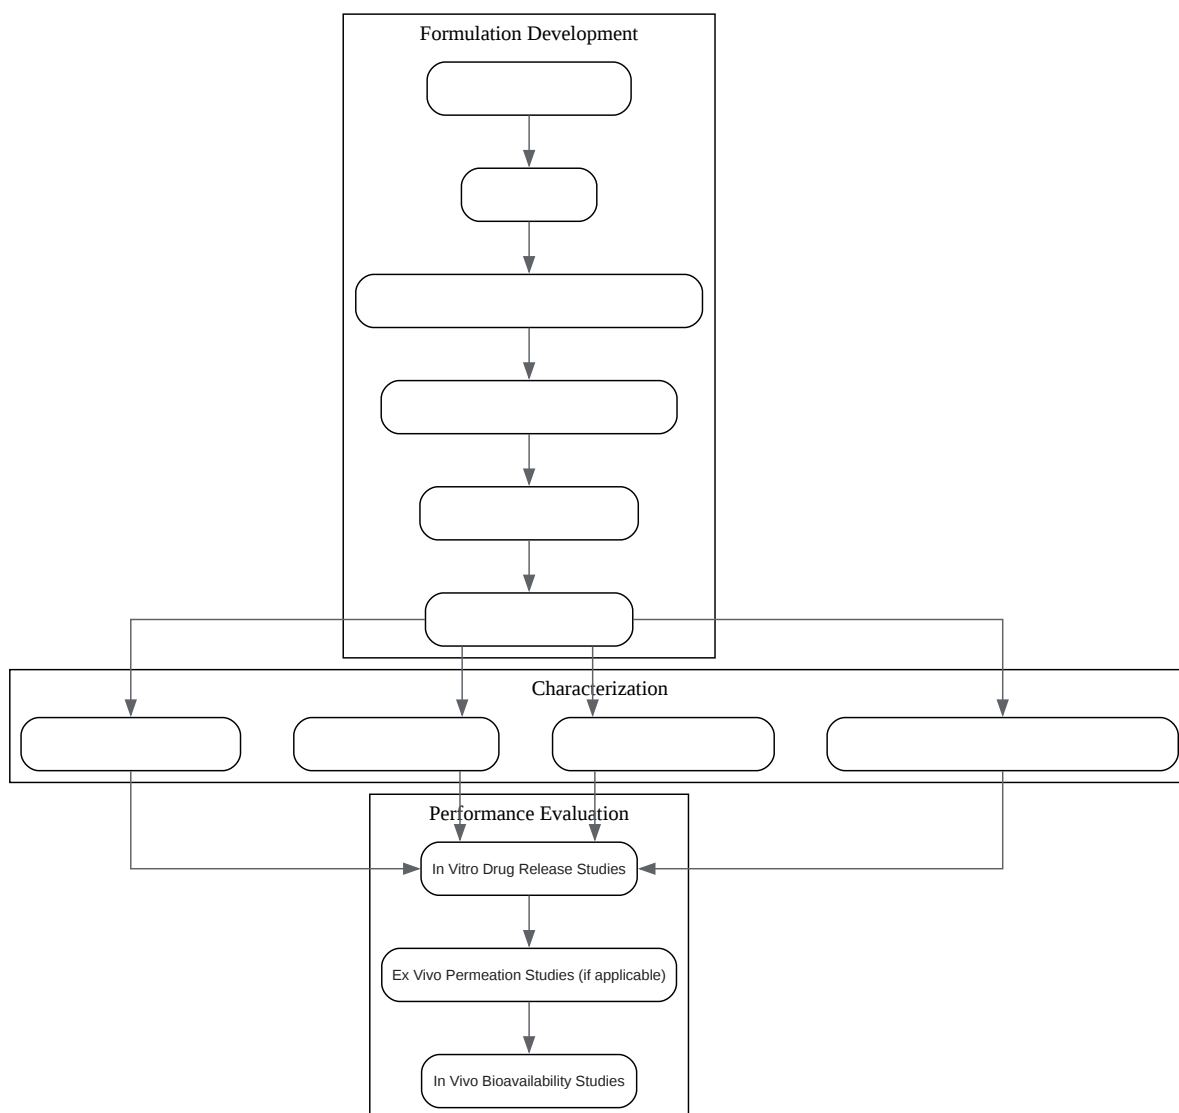 Formulation Development
Characterization
Performance Evaluation
In Vitro Drug Release Studies
Ex Vivo Permeation Studies (if applicable)
In Vivo Bioavailability Studies